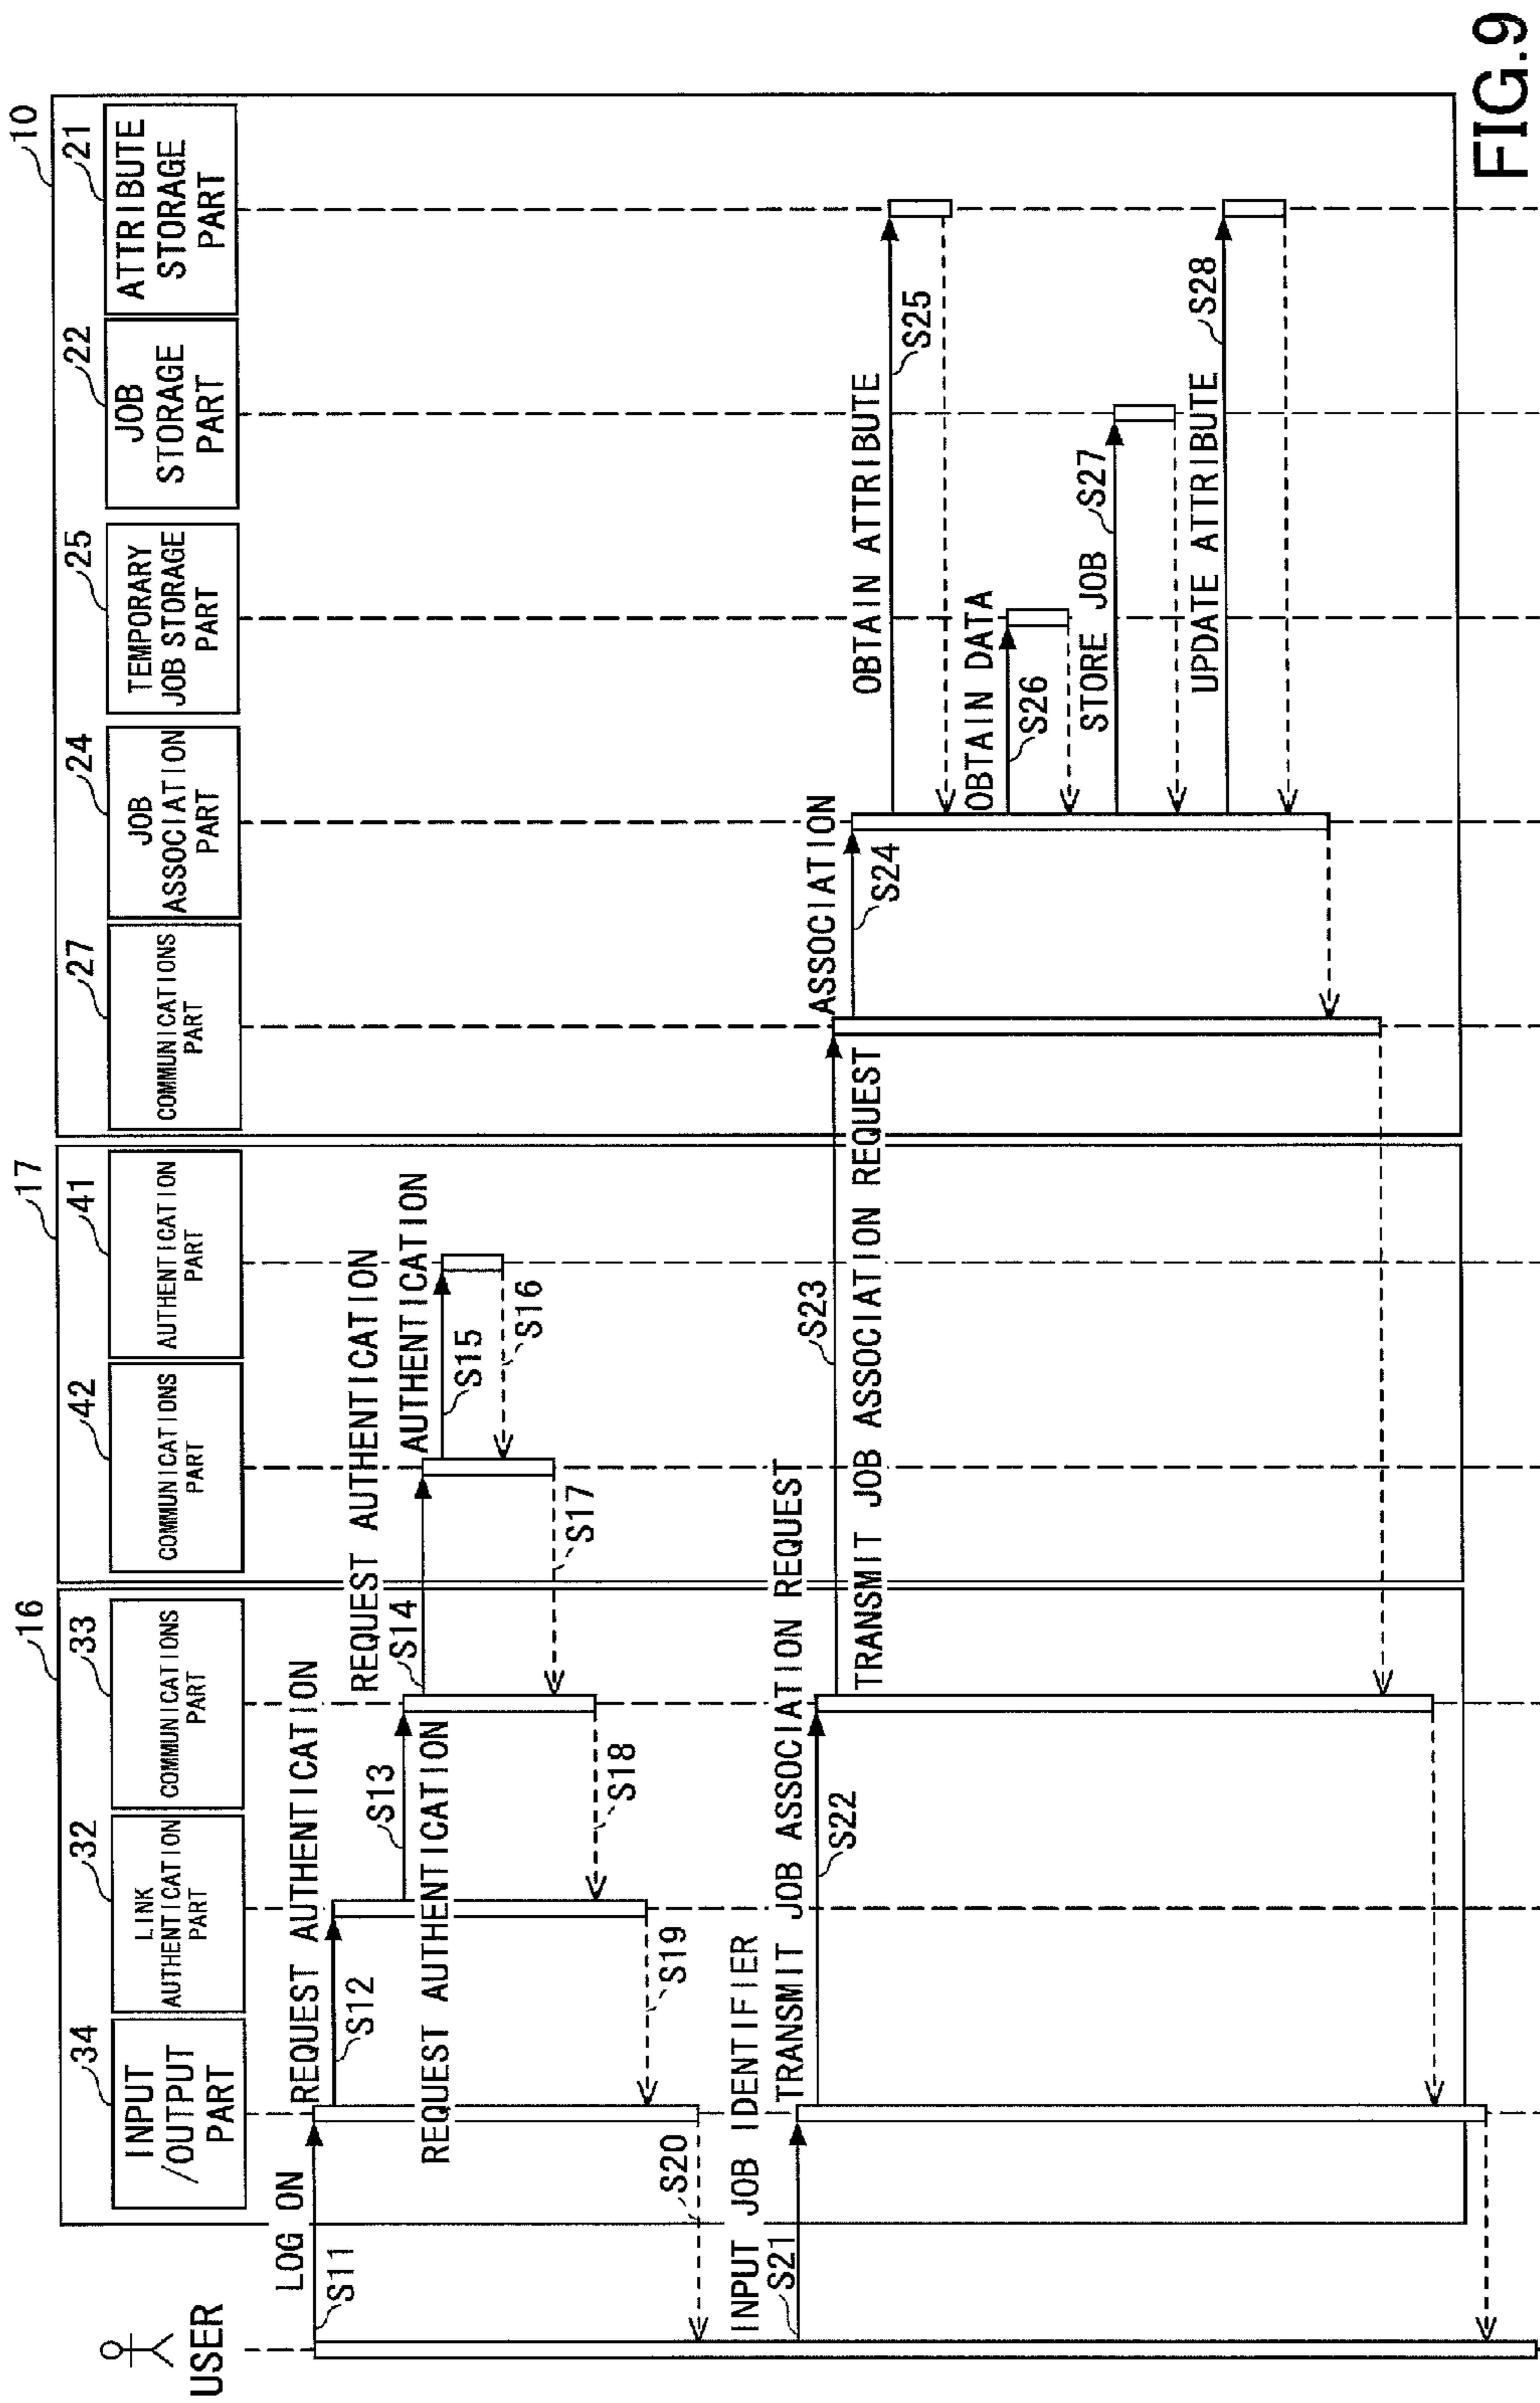 10
16
17
34
32
33
42
41
27
24
25
22
21
USER
INPUT
/OUTPUT
PART
LINK
AUTHENTICATION
PART
COMMUNICATIONS
PART
COMMUNICATIONS
PART
AUTHENTICATION
PART
COMMUNICATIONS
PART
JOB
ASSOCIATION
PART
TEMPORARY
JOB STORAGE
PART
JOB
STORAGE
PART
ATTRIBUTE
STORAGE
PART
LOG ON
S11
REQUEST AUTHENTICATION
S12
S13
REQUEST AUTHENTICATION
REQUEST AUTHENTICATION
S14
AUTHENTICATION
S15
S16
S17
S18
S19
S20
INPUT JOB IDENTIFIER
S21
TRANSMIT JOB ASSOCIATION REQUEST
S22
S23
TRANSMIT JOB ASSOCIATION REQUEST
ASSOCIATION
S24
OBTAIN ATTRIBUTE
S25
OBTAIN DATA
S26
STORE JOB
S27
UPDATE ATTRIBUTE
S28
FIG.9